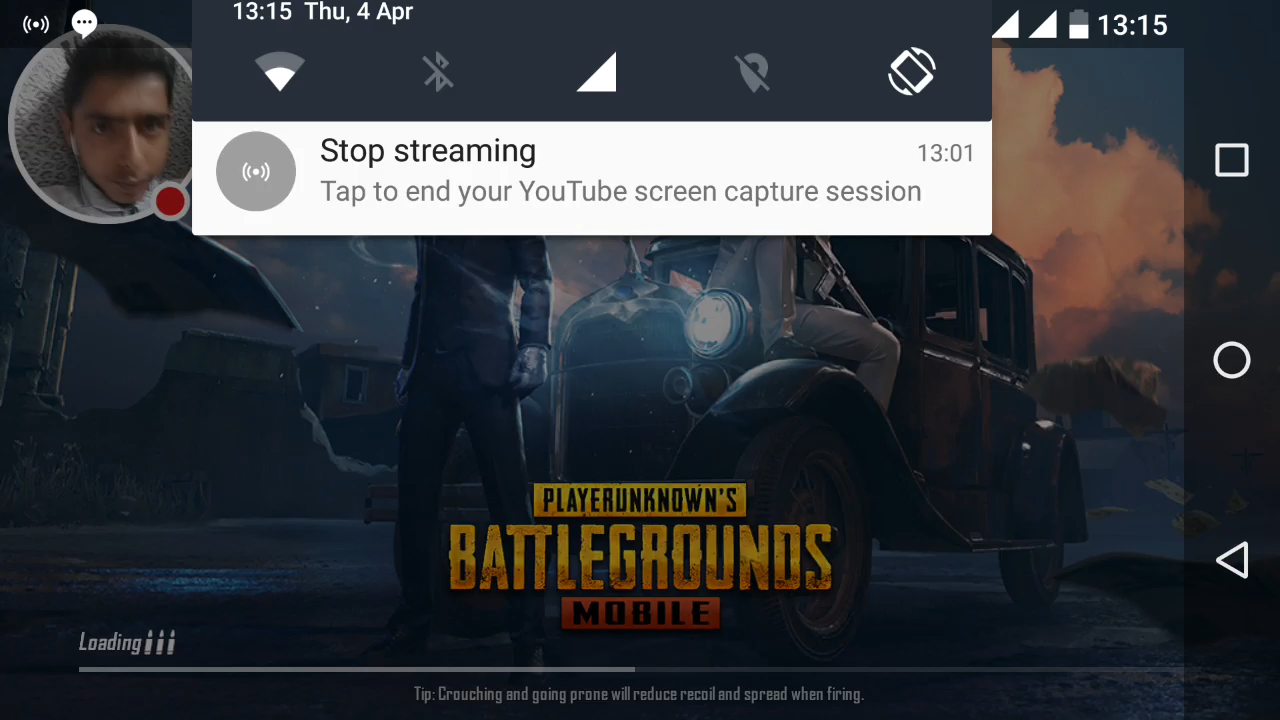 13:15 Thu, 4 Apr
13:15
Stop streaming
13:01
Tap to end your YouTube screen capture session
PLAYERUNKNOWN'S
BATTLEGROUNDS
MOBILE
Loading
Tip: Crouching and going prone will reduce recoil and spread when firing.